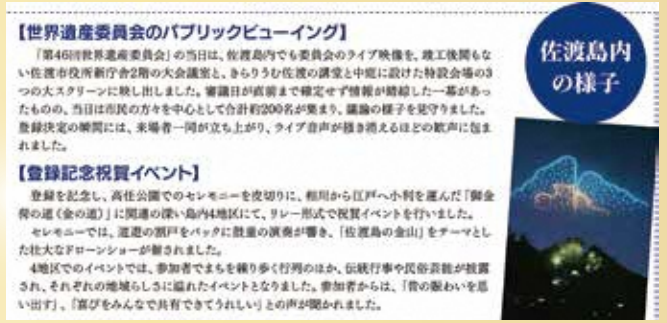 【世界遺産委員会のパブリックビューイング】
「第46回世界遺産委員会」の当日は、佐渡島内でも委員会のライブ映像を、竣工後間もな
い佐渡市役所新庁舎2階の大会議室と、きらりうむ佐渡の講堂と中庭に設けた特設会場の3
つの大スクリーンに映し出しました。審議日が直前まで確定せず情報が錯綜した一幕があっ
たものの、当日は市民の方々を中心として合計約200名が集まり、議論の様子を見守りました。
登録決定の瞬間には、来場者一同が立ち上がり、ライブ音声が掻き消えるほどの歓声に包ま
れました。
【登録記念祝賀イベント】
登録を記念し、高任公園でのセレモニーを皮切りに、相川から江戸へ小判を運んだ「御金
荷の道（金の道）」に関連の深い島内4地区にて、リレー形式で祝賀イベントを行いました。
セレモニーでは、道遊の割戸をバックに鼓童の演奏が響き、「佐渡島の金山」をテーマとし
た壮大なドローンショーが催されました。
4地区でのイベントでは、参加者でまちを練り歩く行列のほか、伝統行事や民俗芸能が披露
され、それぞれの地域らしさに溢れたイベントとなりました。参加者からは、「昔の賑わいを思
い出す」、「喜びをみんなで共有できてうれしい」との声が聞かれました。
佐渡島内
の様子